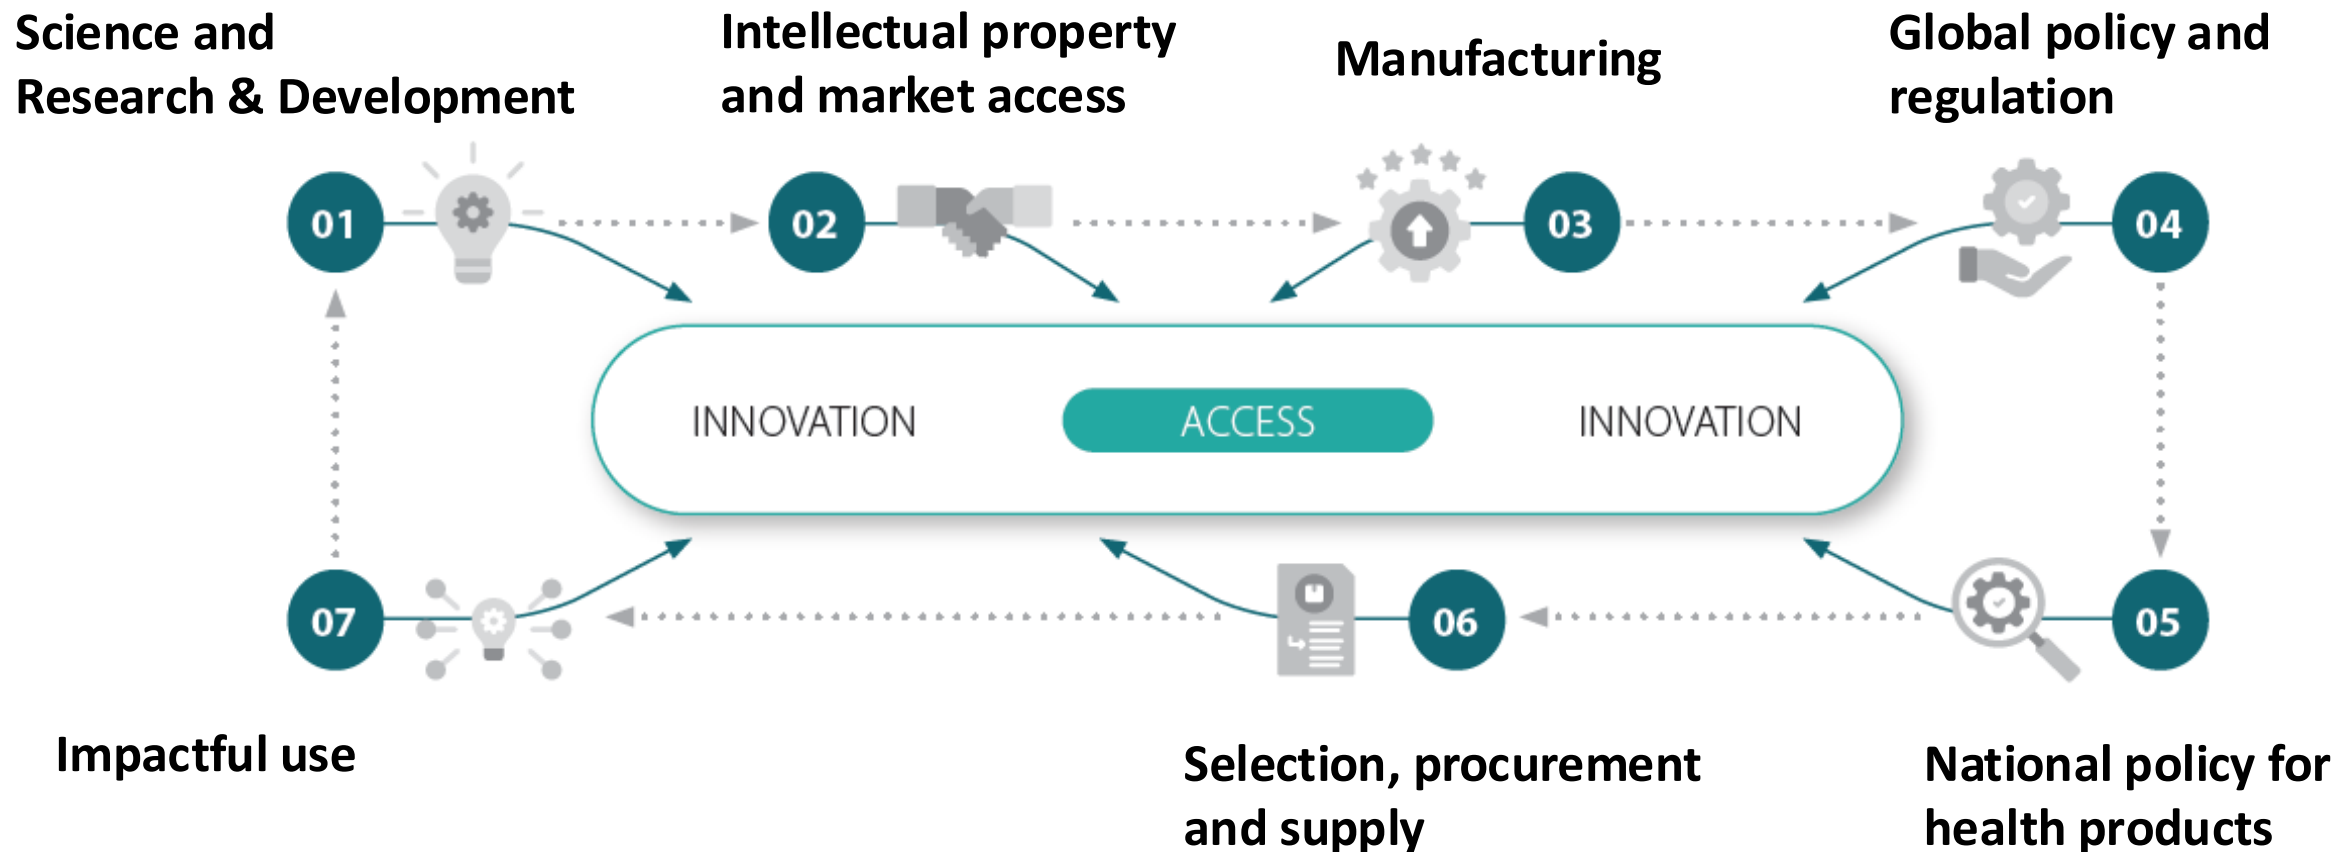 Science and
Research & Development
Intellectual property
and market access
Manufacturing
Global policy and
regulation
01
02
03
04
INNOVATION
ACCESS
INNOVATION
07
06
05
Impactful use
Selection, procurement
and supply
National policy for
health products